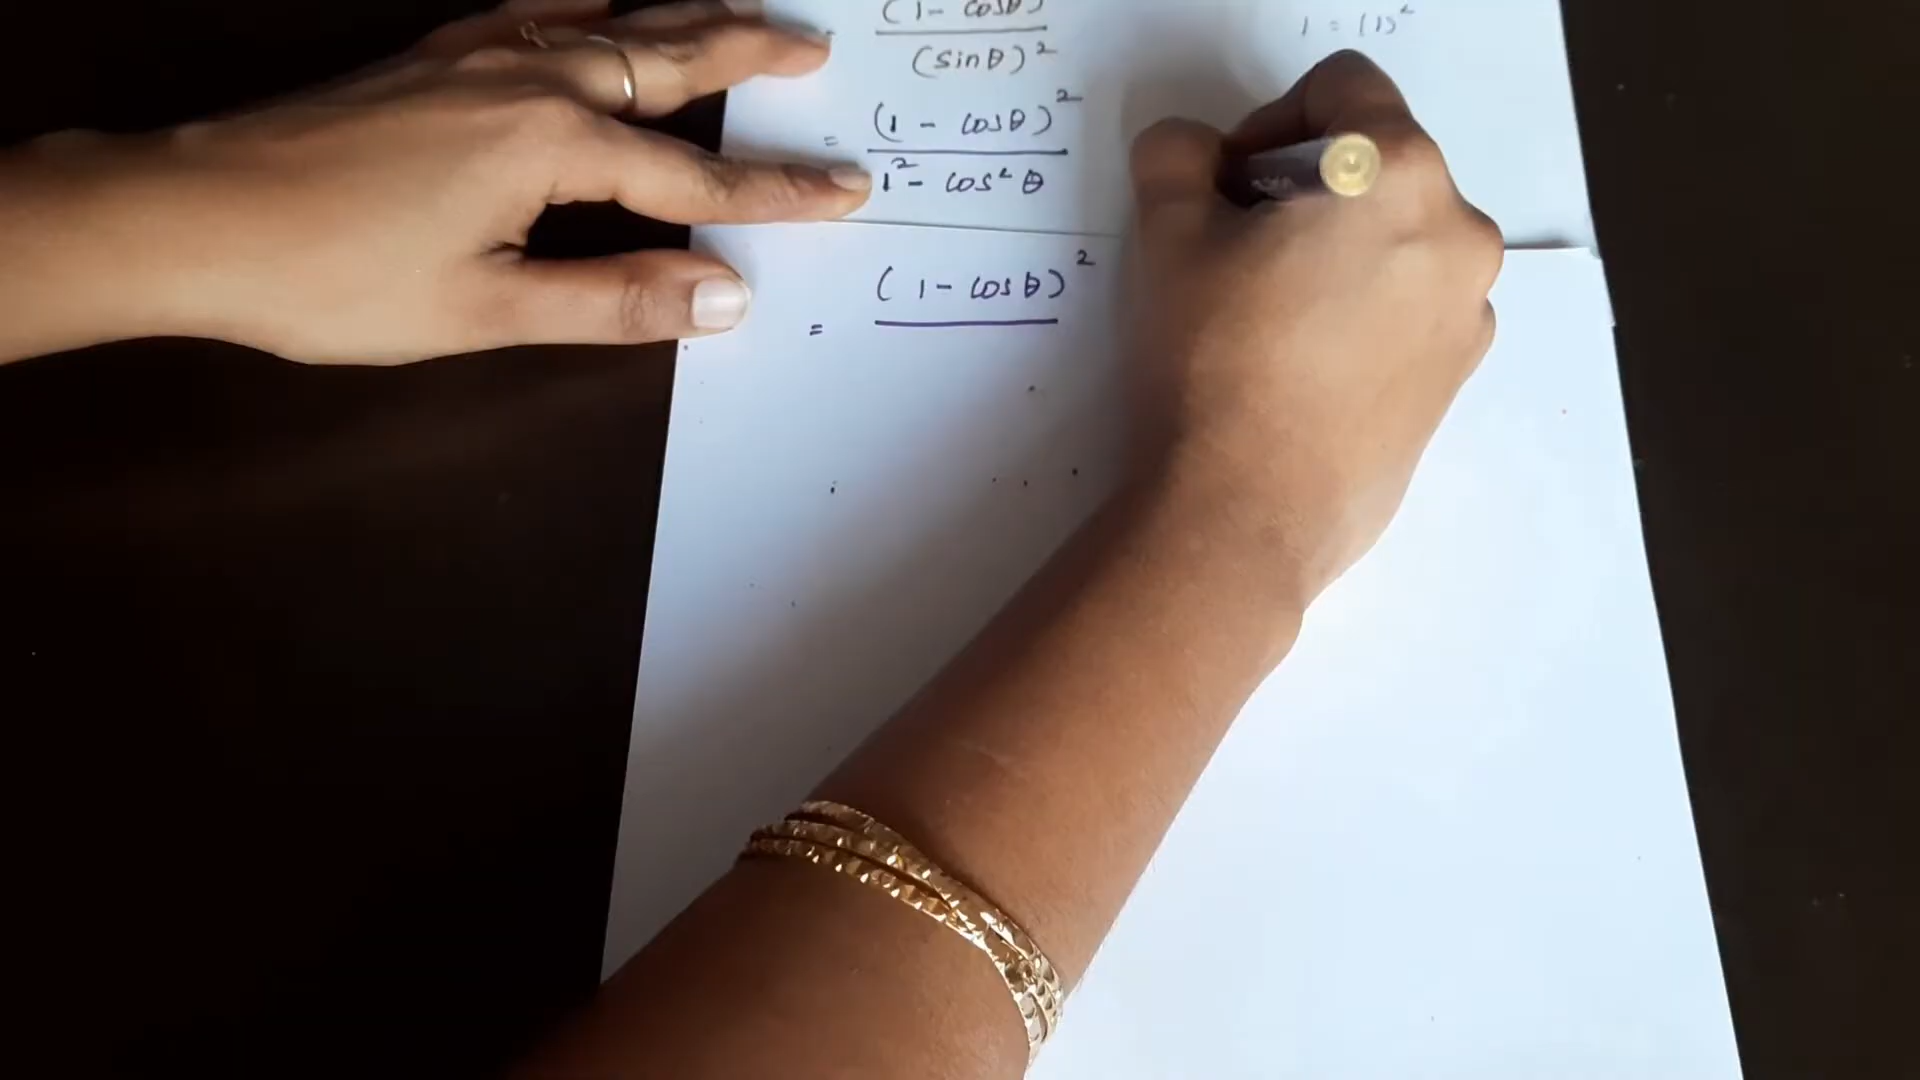 (1 - cosθ)
(sinθ)²
1 = (1)²
= (1 - cosθ)²
1² - cos²θ
= (1 - cosθ)²